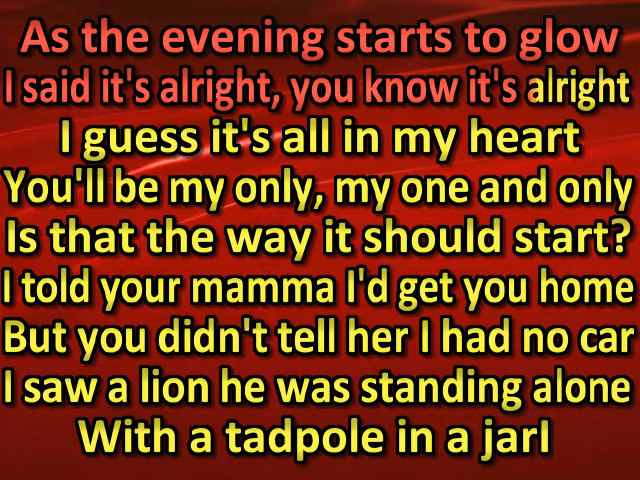 As the evening starts to glow
I said it's alright, you know it's alright
I guess it's all in my heart
You'll be my only, my one and only
Is that the way it should start?
I told your mamma I'd get you home
But you didn't tell her I had no car
I saw a lion he was standing alone
With a tadpole in a jarI